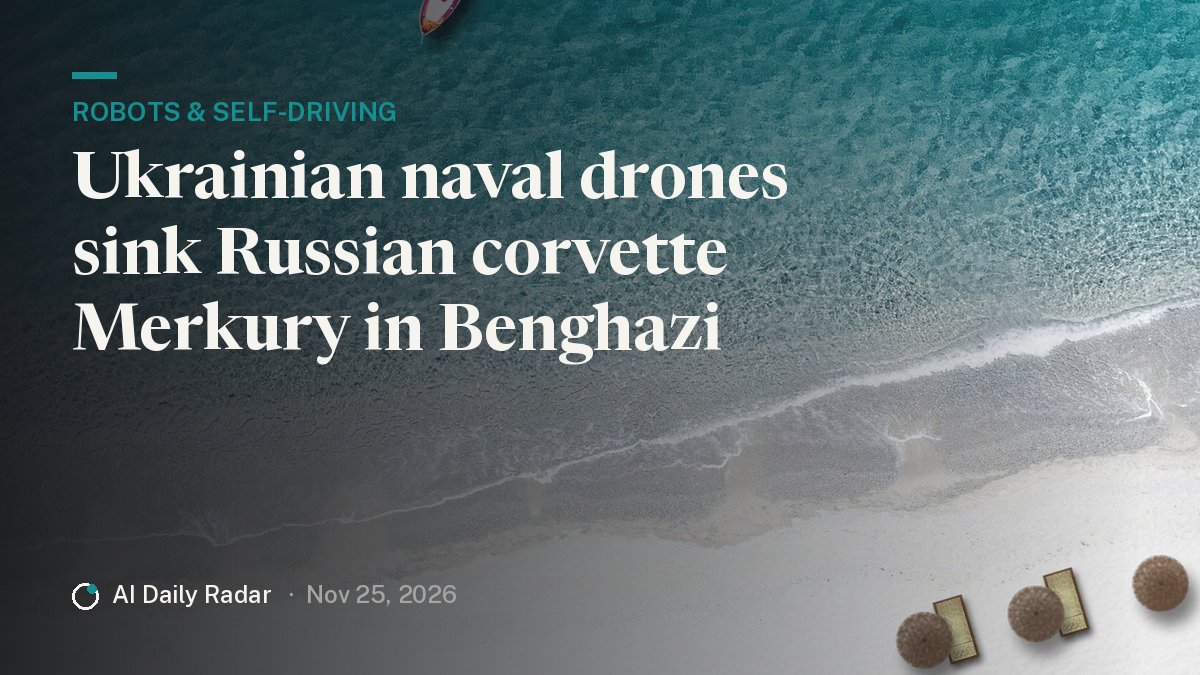 ROBOTS & SELF-DRIVING
Ukrainian naval drones
sink Russian corvette
Merkury in Benghazi
AI Daily Radar · Nov 25, 2026